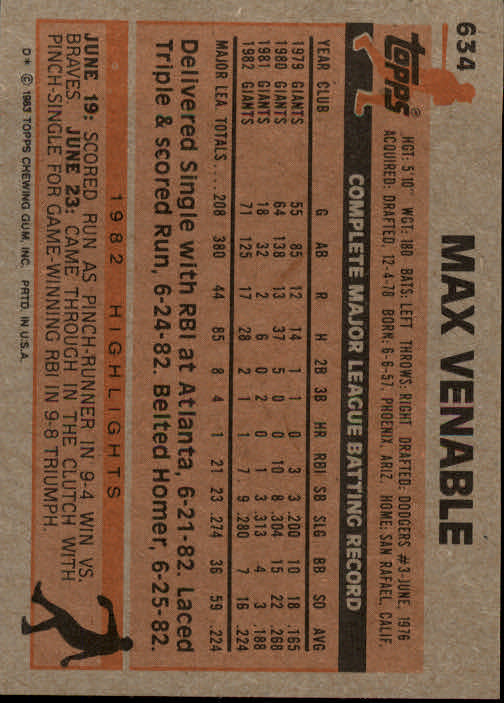 634
MAX VENABLE
TOPPS®
HGT: 5'10" WGT: 180 BATS: LEFT THROWS: RIGHT DRAFTED: DODGERS #3-JUNE, 1976
ACQUIRED: DRAFTED, 12-4-78 BORN: 6-6-57, PHOENIX, ARIZ. HOME: SAN RAFAEL, CALIF.
COMPLETE MAJOR LEAGUE BATTING RECORD
YEAR CLUB G AB R H 2B 3B HR RBI SB SLG BB SO AVG
1979 GIANTS 55 85 12 14 1 1 0 3 3 .200 10 18 .165
1980 GIANTS 64 138 13 37 5 0 0 10 8 .304 15 22 .268
1981 GIANTS 18 32 2 6 0 2 0 1 3 .313 4 3 .188
1982 GIANTS 71 125 17 28 2 1 1 7 9 .280 7 16 .224
MAJOR LEA. TOTALS .... 208 380 44 85 8 4 1 21 23 .274 36 59 .224
Delivered Single with RBI at Atlanta, 6-21-82. Laced
Triple & scored Run, 6-24-82. Belted Homer, 6-25-82.
1982 HIGHLIGHTS
JUNE 19: SCORED RUN AS PINCH-RUNNER IN 9-4 WIN VS.
BRAVES. JUNE 23: CAME THROUGH IN THE CLUTCH WITH
PINCH-SINGLE FOR GAME-WINNING RBI IN 9-8 TRIUMPH.
D* © 1983 TOPPS CHEWING GUM, INC. PRTD. IN U.S.A.